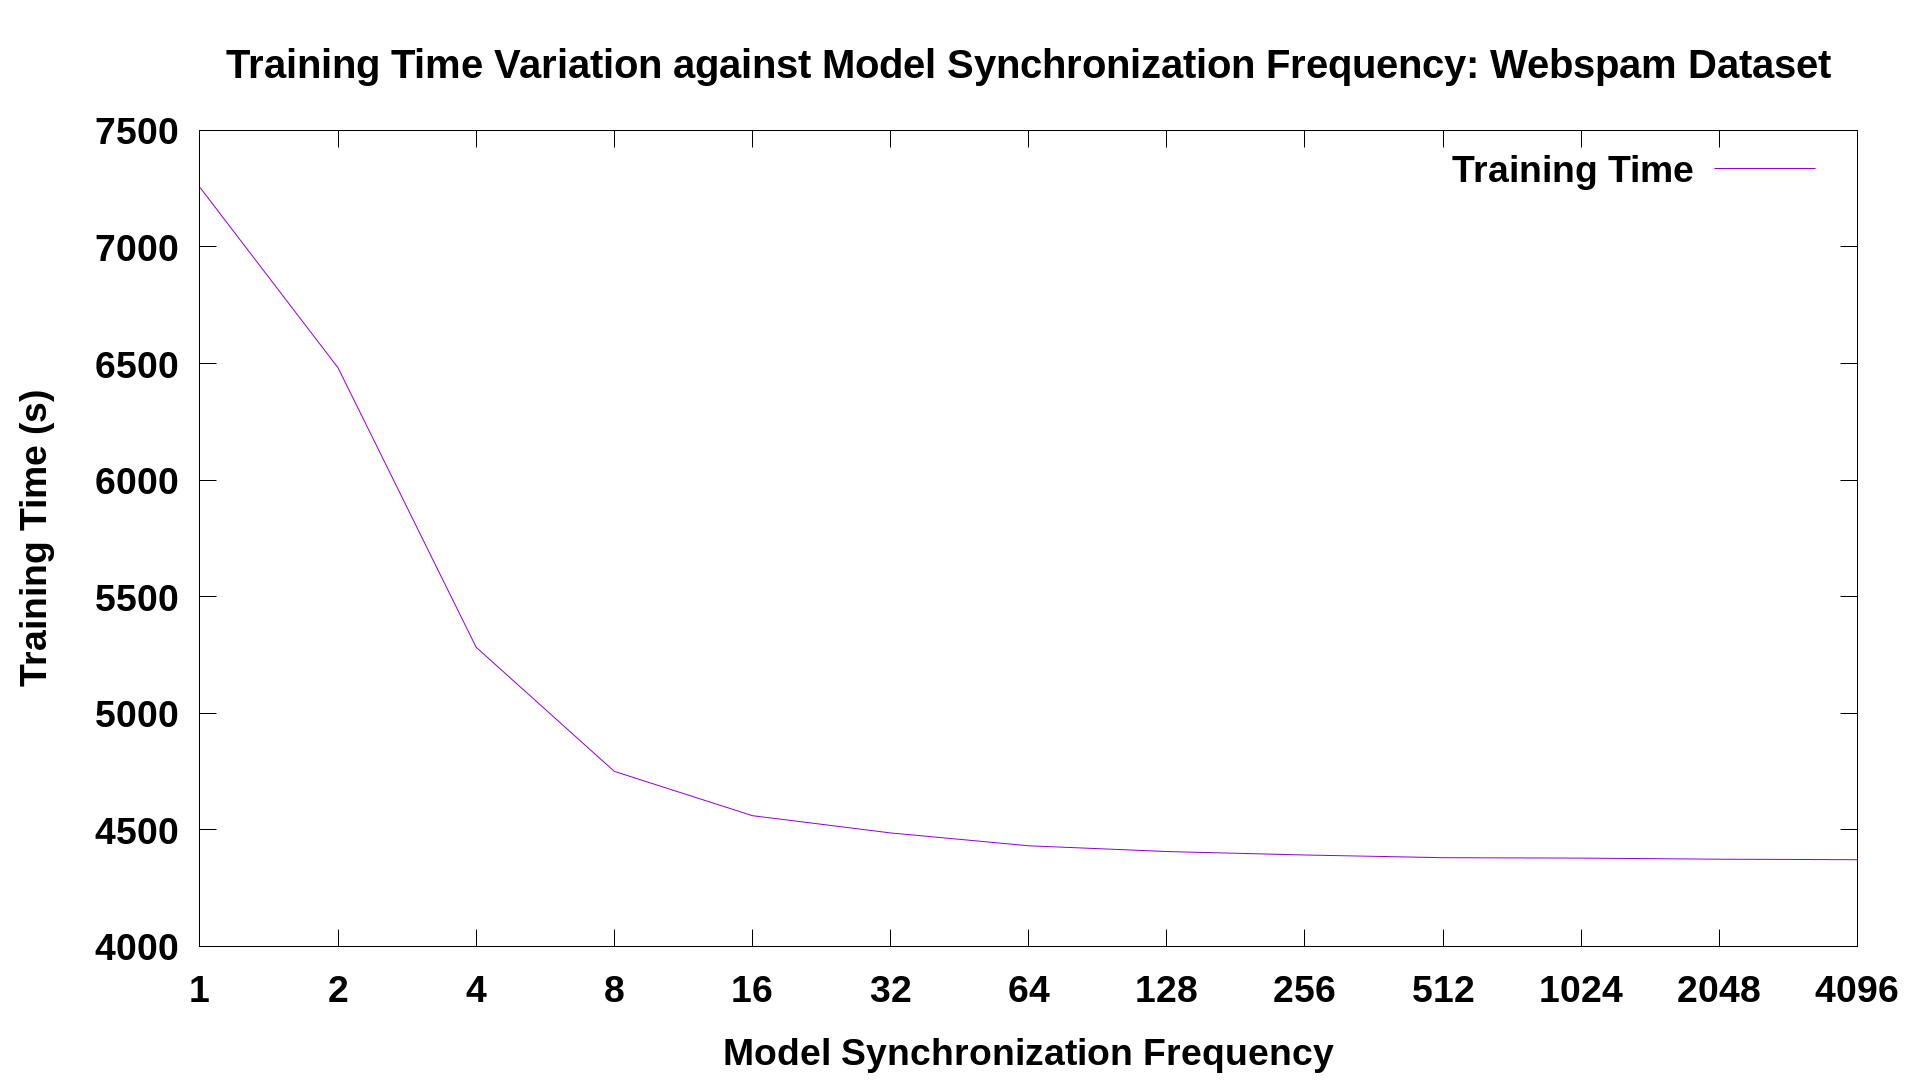 Training Time Variation against Model Synchronization Frequency: Webspam Dataset
Training Time
7500
7000
6500
6000
5500
5000
4500
4000
Training Time (s)
1 2 4 8 16 32 64 128 256 512 1024 2048 4096
Model Synchronization Frequency